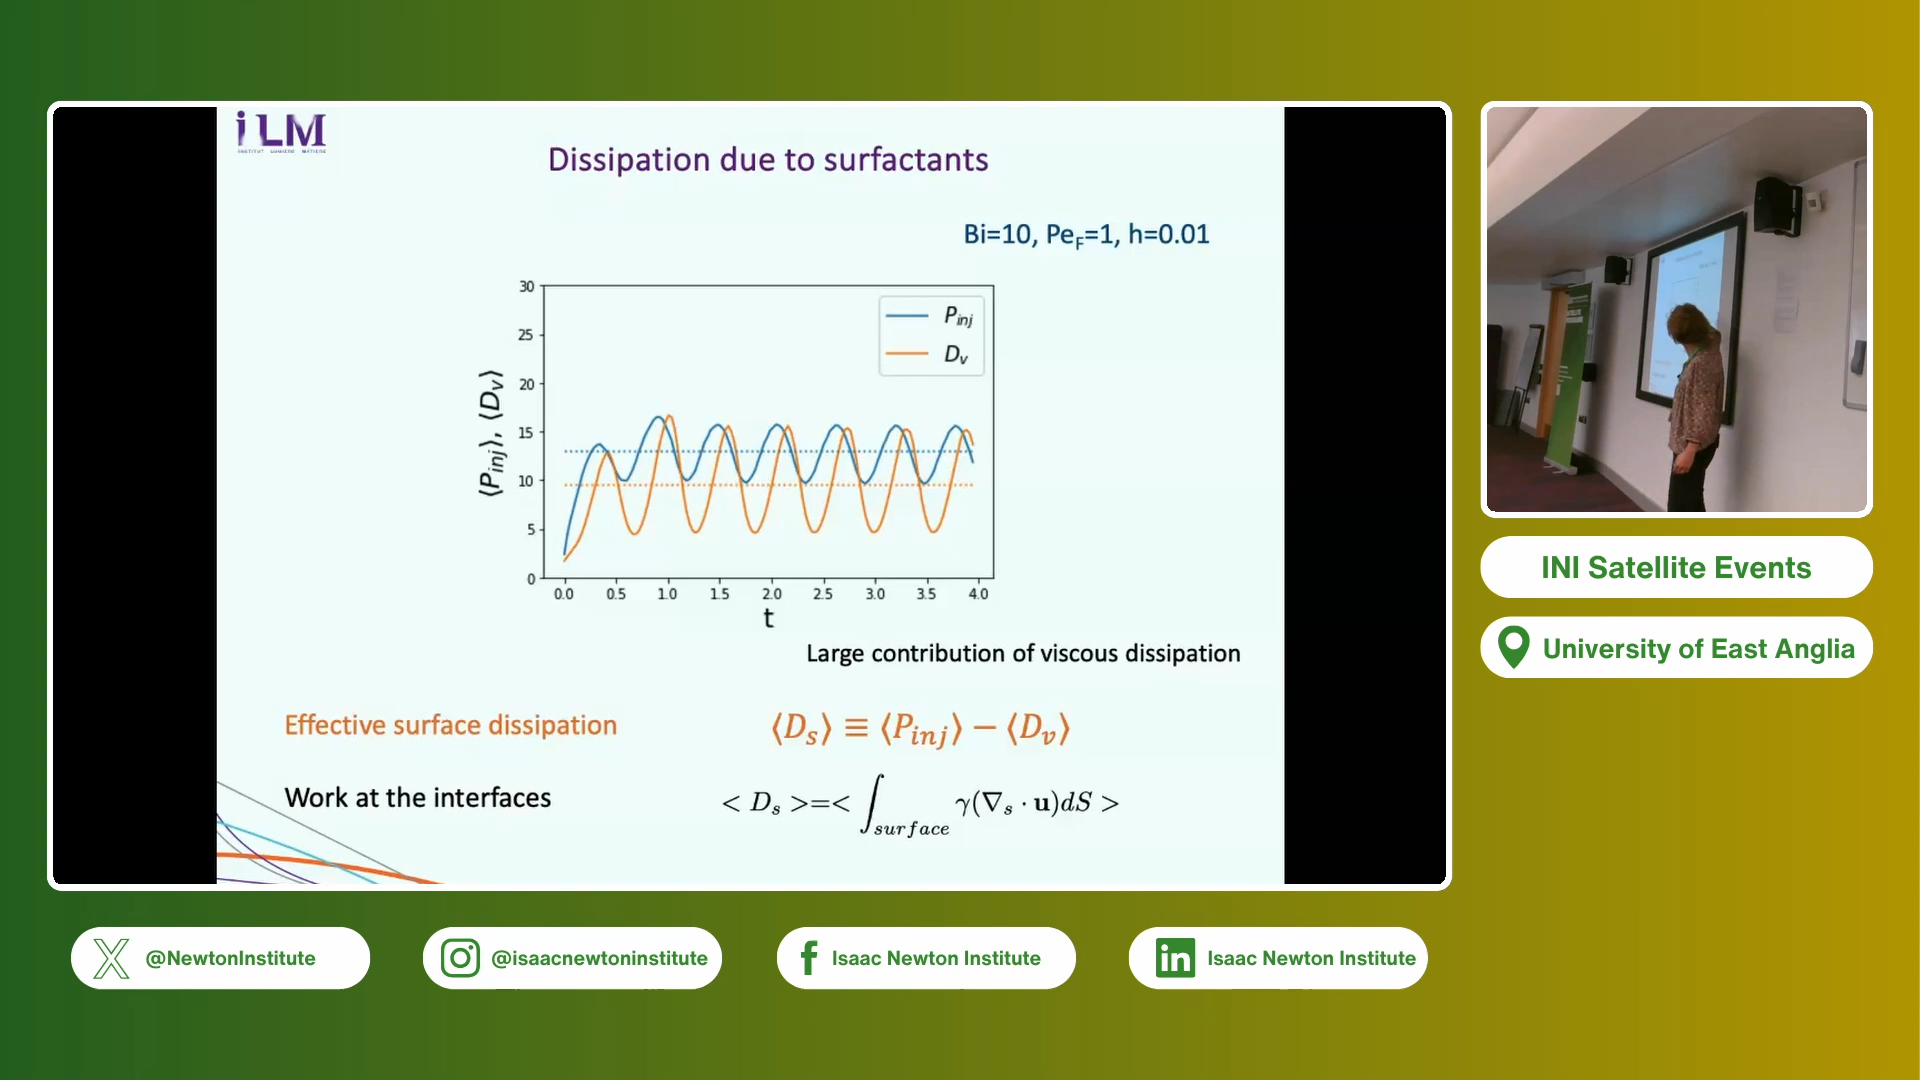 iLM
INSTITUT LUMIÈRE MATIÈRE
Dissipation due to surfactants
Bi=10, Pe_F=1, h=0.01
30
25
20
15
10
5
0
⟨P_inj⟩, ⟨D_v⟩
P_inj
D_v
0.0 0.5 1.0 1.5 2.0 2.5 3.0 3.5 4.0
t
Large contribution of viscous dissipation
Effective surface dissipation ⟨D_s⟩ ≡ ⟨P_inj⟩ − ⟨D_v⟩
Work at the interfaces < D_s >=< ∫_surface γ(∇_s · u)dS >
INI Satellite Events
University of East Anglia
@NewtonInstitute
@isaacnewtoninstitute
Isaac Newton Institute
Isaac Newton Institute